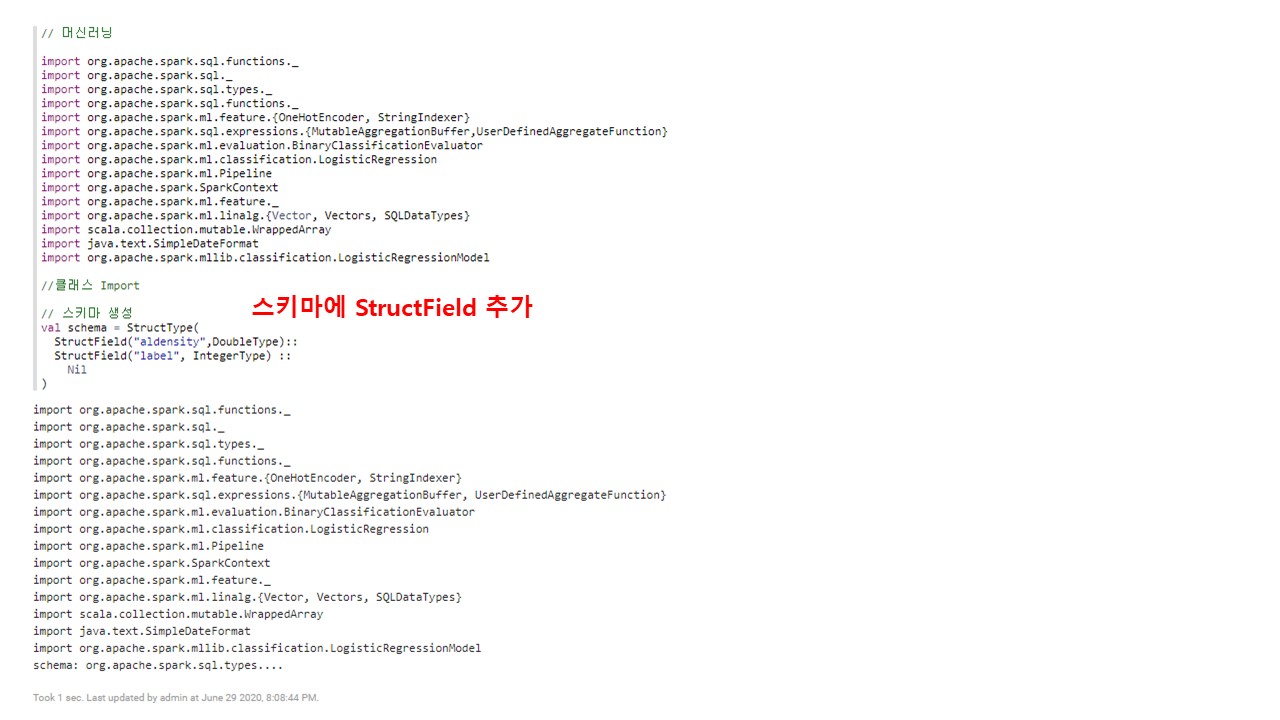 // 머신러닝
import org.apache.spark.sql.functions._
import org.apache.spark.sql._
import org.apache.spark.sql.types._
import org.apache.spark.sql.functions._
import org.apache.spark.ml.feature.{OneHotEncoder, StringIndexer}
import org.apache.spark.sql.expressions.{MutableAggregationBuffer,UserDefinedAggregateFunction}
import org.apache.spark.ml.evaluation.BinaryClassificationEvaluator
import org.apache.spark.ml.classification.LogisticRegression
import org.apache.spark.ml.Pipeline
import org.apache.spark.SparkContext
import org.apache.spark.ml.feature._
import org.apache.spark.ml.linalg.{Vector, Vectors, SQLDataTypes}
import scala.collection.mutable.WrappedArray
import java.text.SimpleDateFormat
import org.apache.spark.mllib.classification.LogisticRegressionModel
//클래스 Import
스키마에 StructField 추가
// 스키마 생성
val schema = StructType(
StructField("aldensity",DoubleType)::
StructField("label", IntegerType) ::
Nil
)
import org.apache.spark.sql.functions._
import org.apache.spark.sql._
import org.apache.spark.sql.types._
import org.apache.spark.sql.functions._
import org.apache.spark.ml.feature.{OneHotEncoder, StringIndexer}
import org.apache.spark.sql.expressions.{MutableAggregationBuffer, UserDefinedAggregateFunction}
import org.apache.spark.ml.evaluation.BinaryClassificationEvaluator
import org.apache.spark.ml.classification.LogisticRegression
import org.apache.spark.ml.Pipeline
import org.apache.spark.SparkContext
import org.apache.spark.ml.feature._
import org.apache.spark.ml.linalg.{Vector, Vectors, SQLDataTypes}
import scala.collection.mutable.WrappedArray
import java.text.SimpleDateFormat
import org.apache.spark.mllib.classification.LogisticRegressionModel
schema: org.apache.spark.sql.types....
Took 1 sec. Last updated by admin at June 29 2020, 8:08:44 PM.